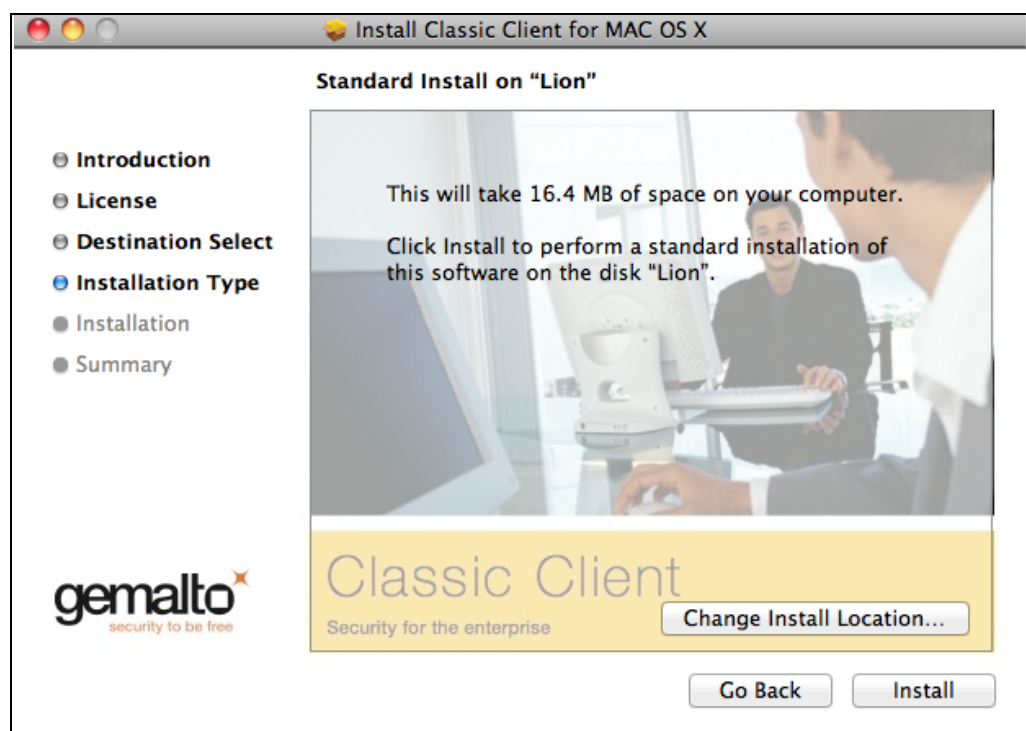 Install Classic Client for MAC OS X
Standard Install on “Lion”
Introduction
License
Destination Select
Installation Type
Installation
Summary
This will take 16.4 MB of space on your computer.
Click Install to perform a standard installation of
this software on the disk “Lion”.
gemalto
security to be free
Classic Client
Security for the enterprise
Change Install Location...
Go Back
Install